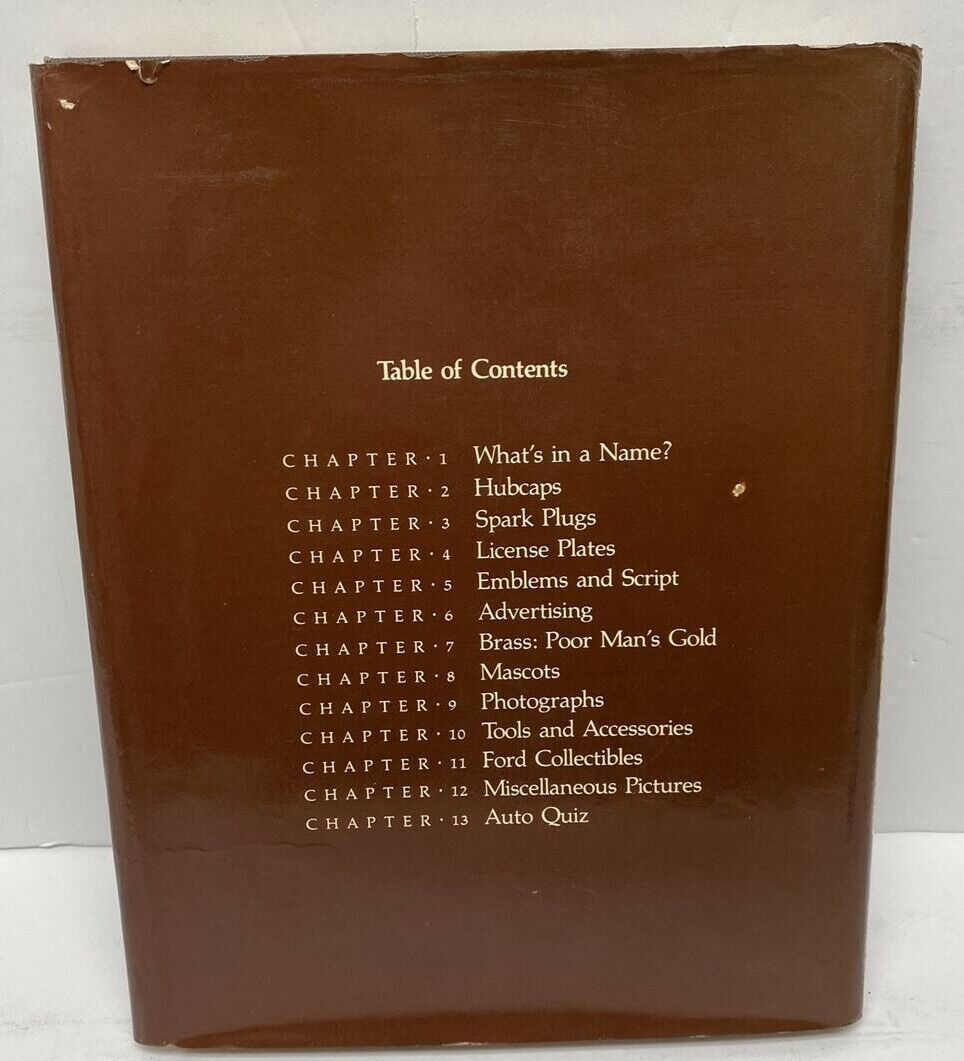 Table of Contents
CHAPTER · 1 What's in a Name?
CHAPTER · 2 Hubcaps
CHAPTER · 3 Spark Plugs
CHAPTER · 4 License Plates
CHAPTER · 5 Emblems and Script
CHAPTER · 6 Advertising
CHAPTER · 7 Brass: Poor Man's Gold
CHAPTER · 8 Mascots
CHAPTER · 9 Photographs
CHAPTER · 10 Tools and Accessories
CHAPTER · 11 Ford Collectibles
CHAPTER · 12 Miscellaneous Pictures
CHAPTER · 13 Auto Quiz